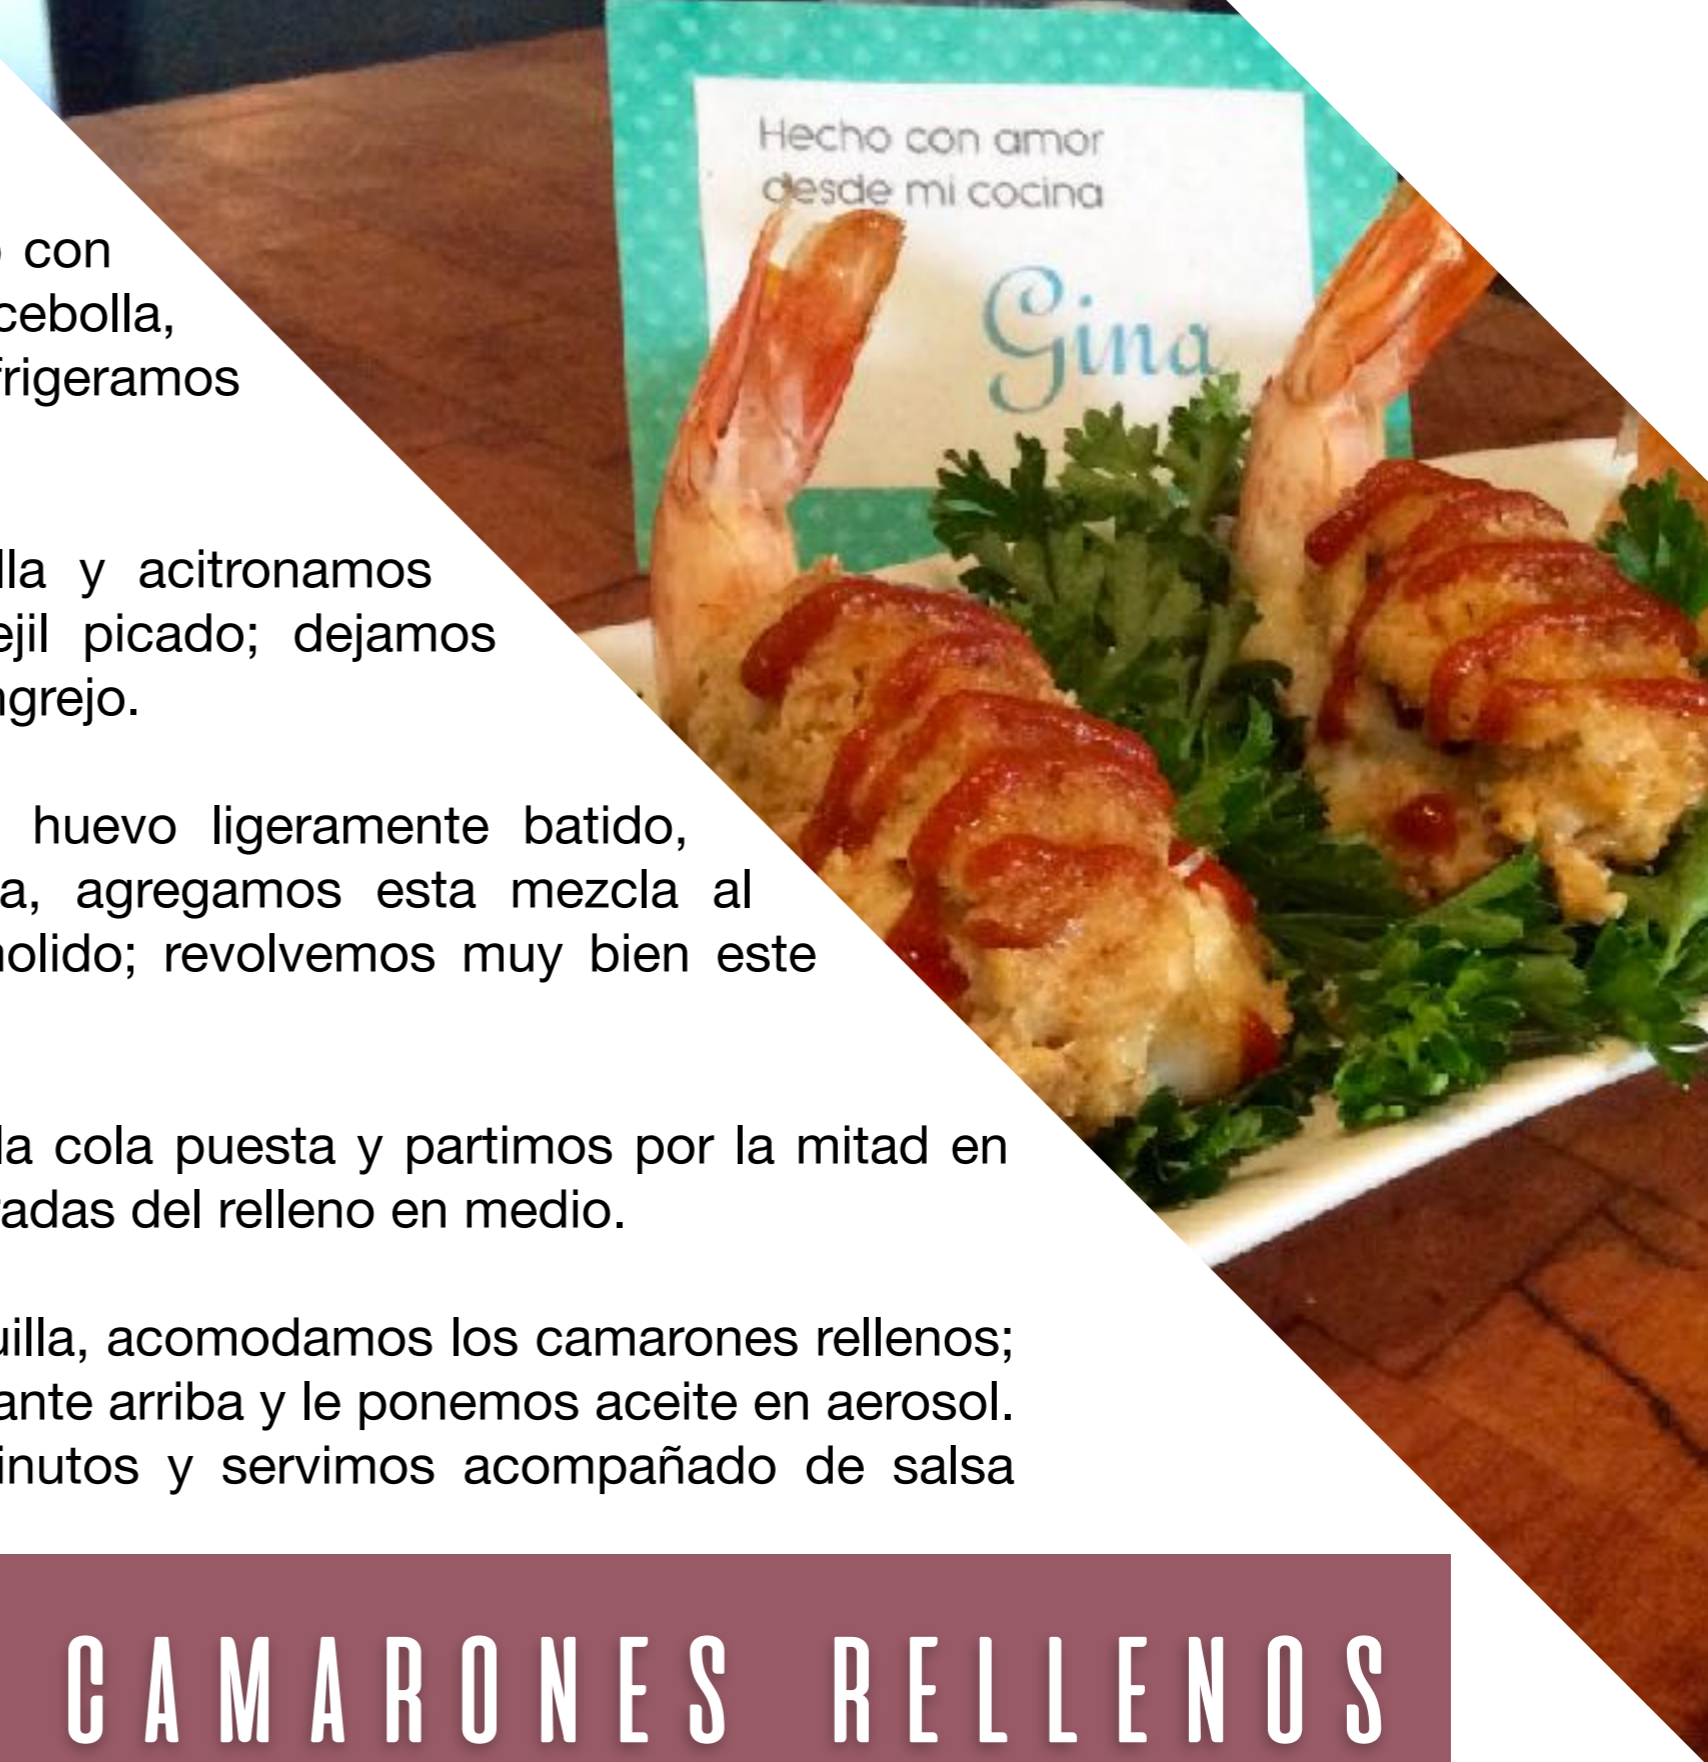 Hecho con amor
desde mi cocina
Gina
con
cebolla,
frigeramos
lla y acitronamos
ejil picado; dejamos
ngrejo.
huevo ligeramente batido,
a, agregamos esta mezcla al
nolido; revolvemos muy bien este
la cola puesta y partimos por la mitad en
radas del relleno en medio.
uilla, acomodamos los camarones rellenos;
ante arriba y le ponemos aceite en aerosol.
inutos y servimos acompañado de salsa
CAMARONES RELLENOS